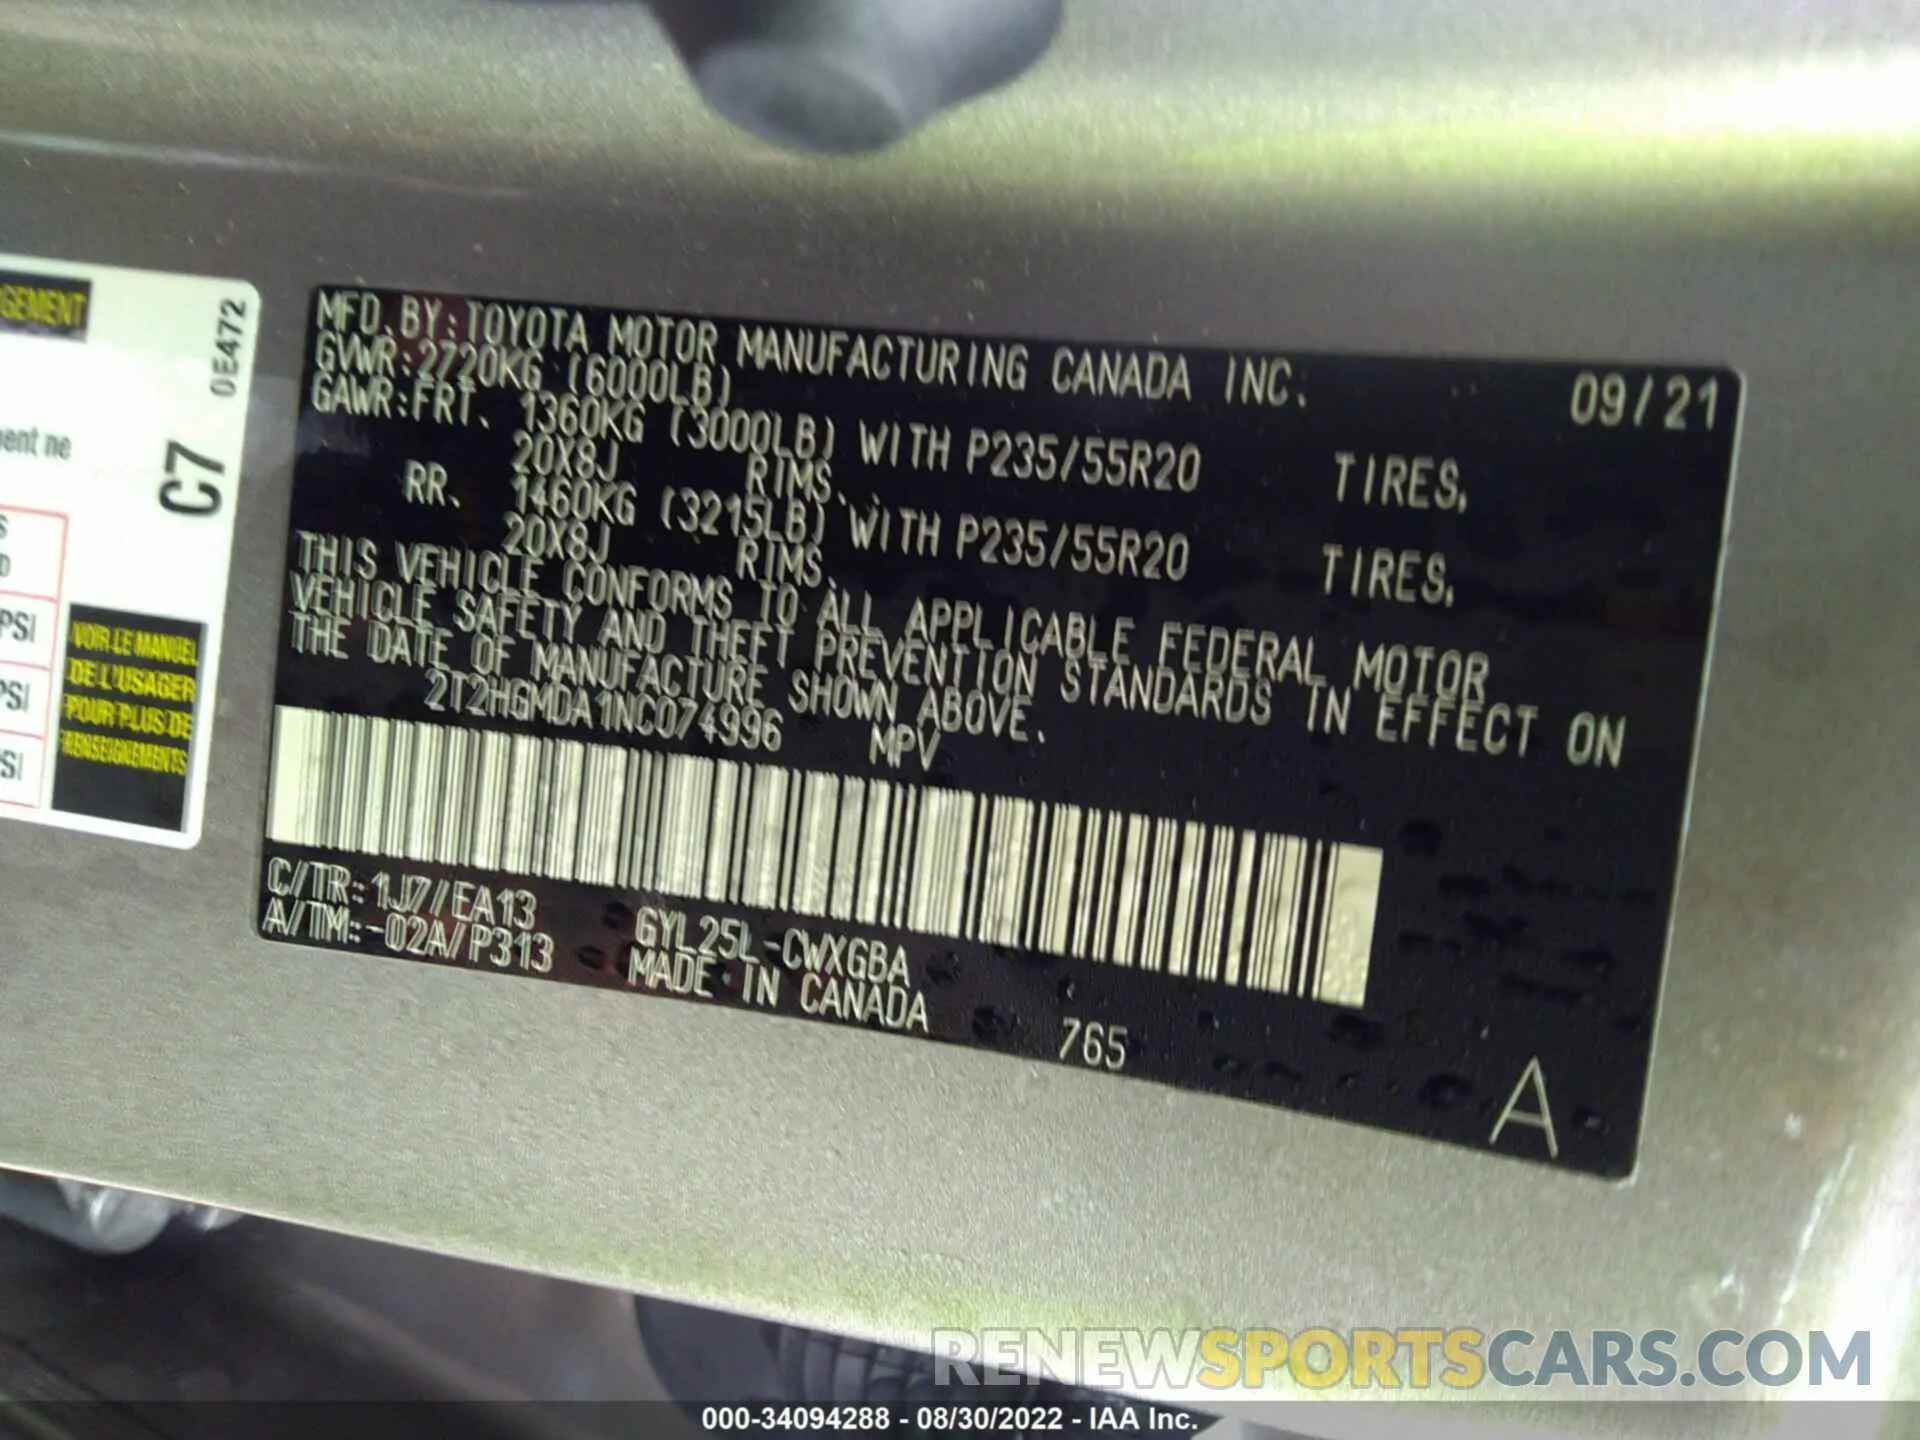 MFD. BY: TOYOTA MOTOR MANUFACTURING CANADA INC. 09/21
GVWR: 2720KG (6000LB)
GAWR: FRT. 1360KG (3000LB) WITH P235/55R20 TIRES,
20X8J RIMS.
RR. 1460KG (3215LB) WITH P235/55R20 TIRES,
20X8J RIMS.
THIS VEHICLE CONFORMS TO ALL APPLICABLE FEDERAL MOTOR
VEHICLE SAFETY AND THEFT PREVENTION STANDARDS IN EFFECT ON
THE DATE OF MANUFACTURE SHOWN ABOVE.
2T2HGMDA1NC074996 MPV
C/TR: 1J7/EA13
A/TM: -02A/P313
GYL25L-CWXGBA
MADE IN CANADA
765
A
GEMENT
0E472
C7
ent ne
S
D
PSI
PSI
SI
VOIR LE MANUEL
DE L'USAGER
POUR PLUS DE
RENSEIGNEMENTS
RENEWSPORTSCARS.COM
000-34094288 - 08/30/2022 - IAA Inc.